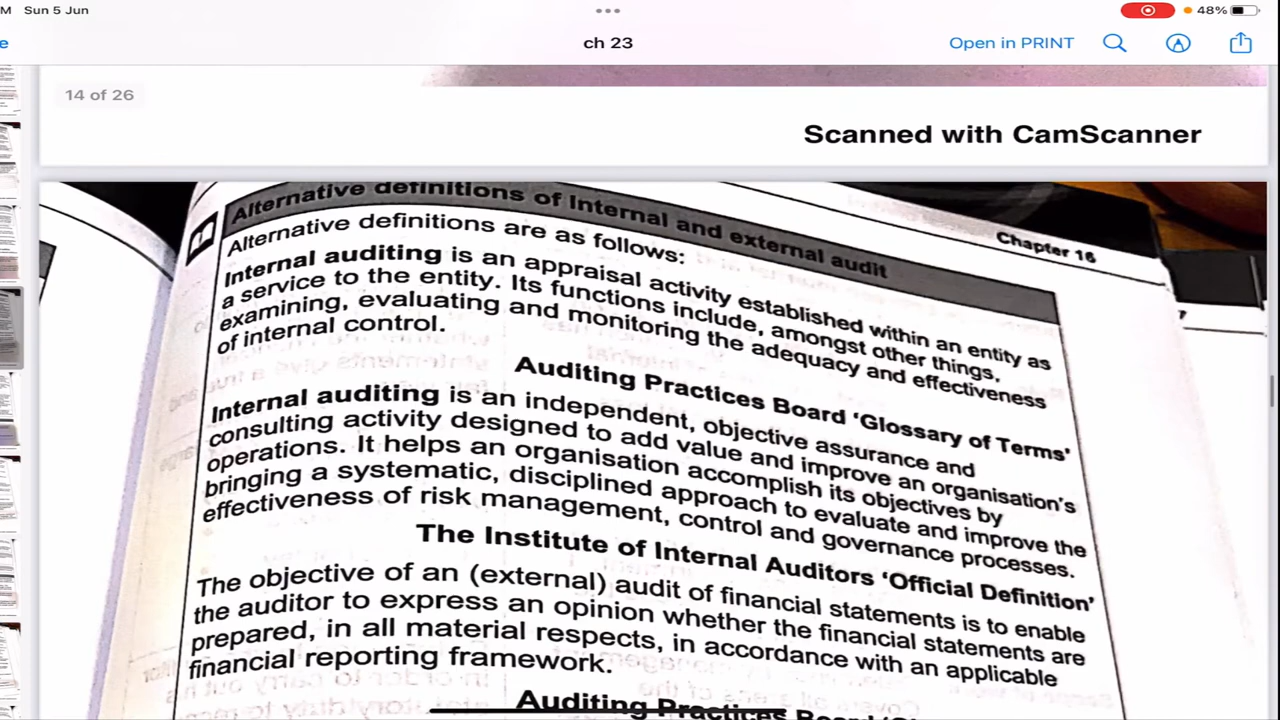 M Sun 5 Jun
48%
e
ch 23
Open in PRINT
14 of 26
Scanned with CamScanner
Chapter 16
Alternative definitions of Internal and external audit
Alternative definitions are as follows:
Internal auditing is an appraisal activity established within an entity as
a service to the entity. Its functions include, amongst other things,
examining, evaluating and monitoring the adequacy and effectiveness
of internal control.
Auditing Practices Board 'Glossary of Terms'
Internal auditing is an independent, objective assurance and
consulting activity designed to add value and improve an organisation's
operations. It helps an organisation accomplish its objectives by
bringing a systematic, disciplined approach to evaluate and improve the
effectiveness of risk management, control and governance processes.
The Institute of Internal Auditors 'Official Definition'
The objective of an (external) audit of financial statements is to enable
the auditor to express an opinion whether the financial statements are
prepared, in all material respects, in accordance with an applicable
financial reporting framework.
Auditing Practices Board